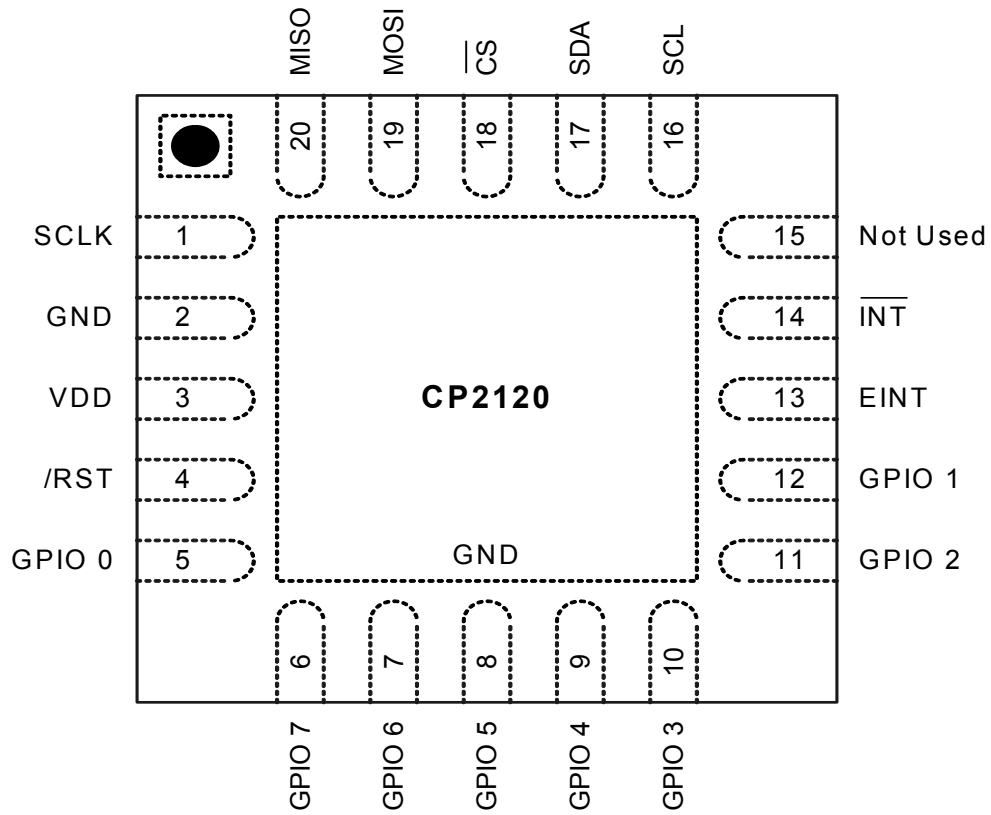 MISO
MOSI
CS
SDA
SCL
20
19
18
17
16
SCLK 1
15 Not Used
GND 2
14 INT
VDD 3
CP2120
13 EINT
/RST 4
12 GPIO 1
GPIO 0 5
GND
11 GPIO 2
6
7
8
9
10
GPIO 7
GPIO 6
GPIO 5
GPIO 4
GPIO 3